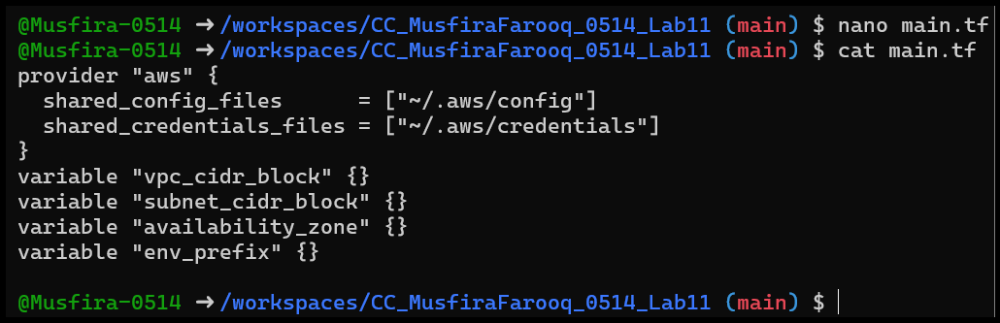 @Musfira-0514 ➜ /workspaces/CC_MusfiraFarooq_0514_Lab11 (main) $ nano main.tf
@Musfira-0514 ➜ /workspaces/CC_MusfiraFarooq_0514_Lab11 (main) $ cat main.tf
provider "aws" {
  shared_config_files      = ["~/.aws/config"]
  shared_credentials_files = ["~/.aws/credentials"]
}
variable "vpc_cidr_block" {}
variable "subnet_cidr_block" {}
variable "availability_zone" {}
variable "env_prefix" {}
@Musfira-0514 ➜ /workspaces/CC_MusfiraFarooq_0514_Lab11 (main) $